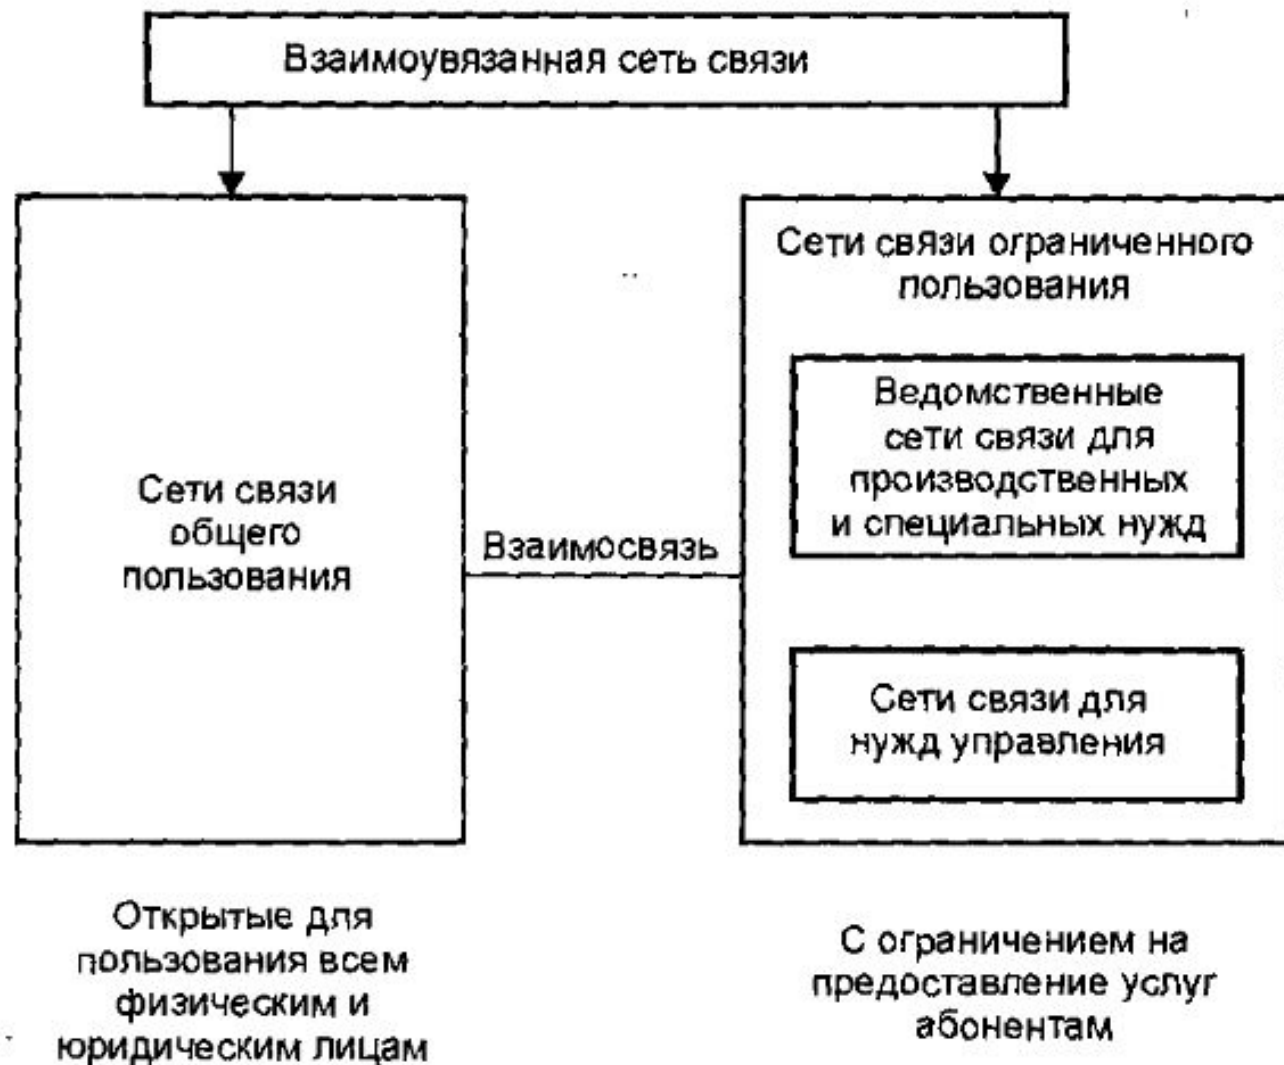 Взаимоувязанная сеть связи
Сети связи
общего
пользования
Взаимосвязь
Сети связи ограниченного
пользования
Ведомственные
сети связи для
производственных
и специальных нужд
Сети связи для
нужд управления
Открытые для
пользования всем
физическим и
юридическим лицам
С ограничением на
предоставление услуг
абонентам